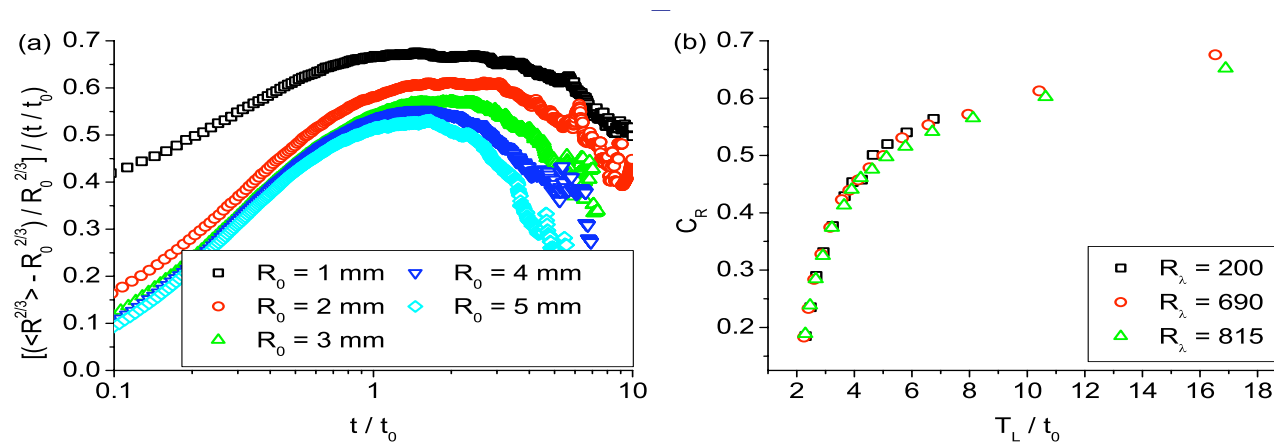 (a)
0.7
0.6
0.5
0.4
0.3
0.2
0.1
0.0
[(<R^2/3> - R_0^2/3) / R_0^2/3] / (t / t_0)
R_0 = 1 mm
R_0 = 2 mm
R_0 = 3 mm
R_0 = 4 mm
R_0 = 5 mm
0.1 1 10
t / t_0
(b)
0.7
0.6
0.5
0.4
0.3
0.2
C_R
R_λ = 200
R_λ = 690
R_λ = 815
2 4 6 8 10 12 14 16 18
T_L / t_0